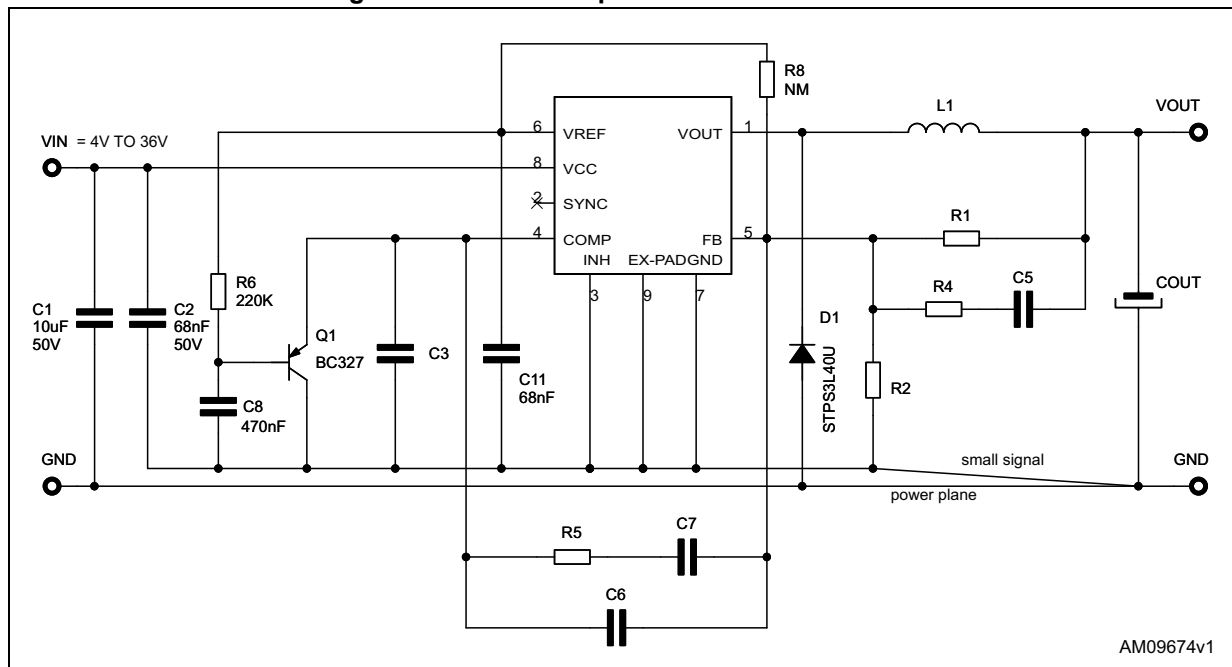 R8
NM
L1
VOUT
VIN = 4V TO 36V
6 VREF VOUT 1
8 VCC
2 SYNC
4 COMP FB 5
INH EX-PADGND
3 9 7
R1
R4 C5
COUT
R6
220K
C1
10uF
50V
C2
68nF
50V
Q1
BC327
C3
C11
68nF
D1
STPS3L40U
R2
C8
470nF
GND
small signal
GND
power plane
R5 C7
C6
AM09674v1